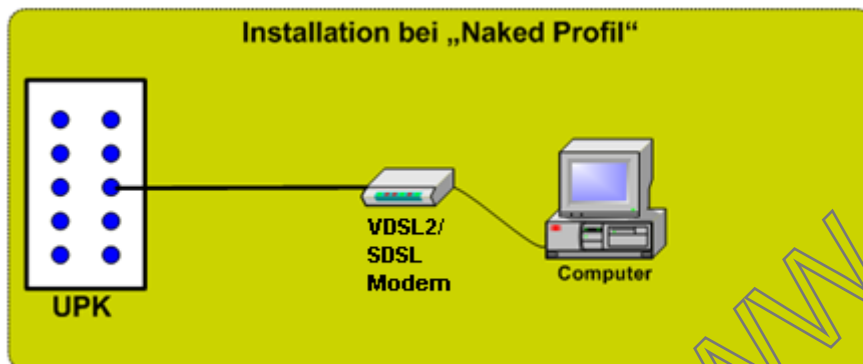 Installation bei „Naked Profil“
VDSL2/
SDSL
Modem
Computer
UPK